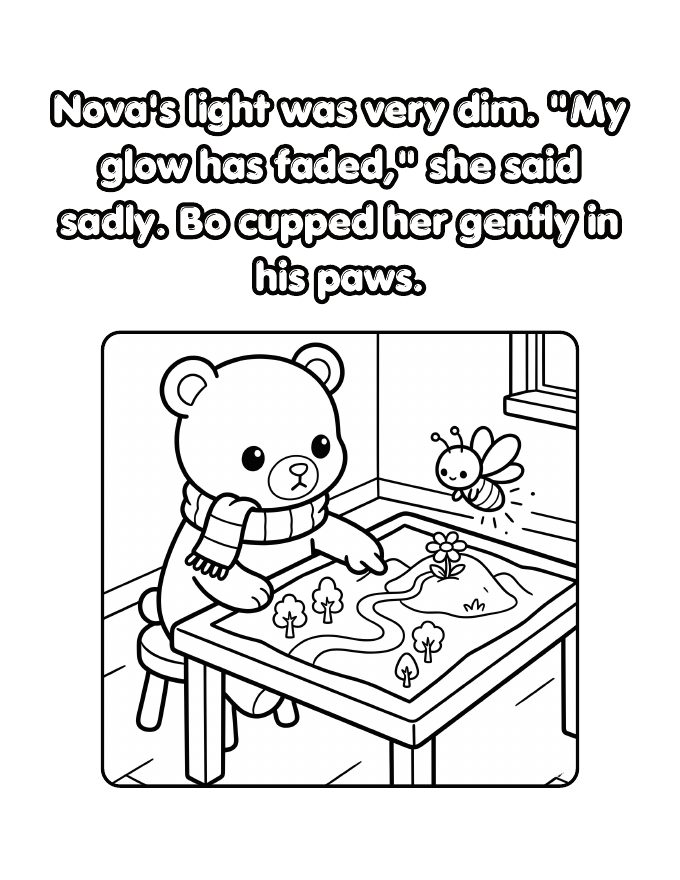 Nova's light was very dim. "My
glow has faded," she said
sadly. Bo cupped her gently in
his paws.